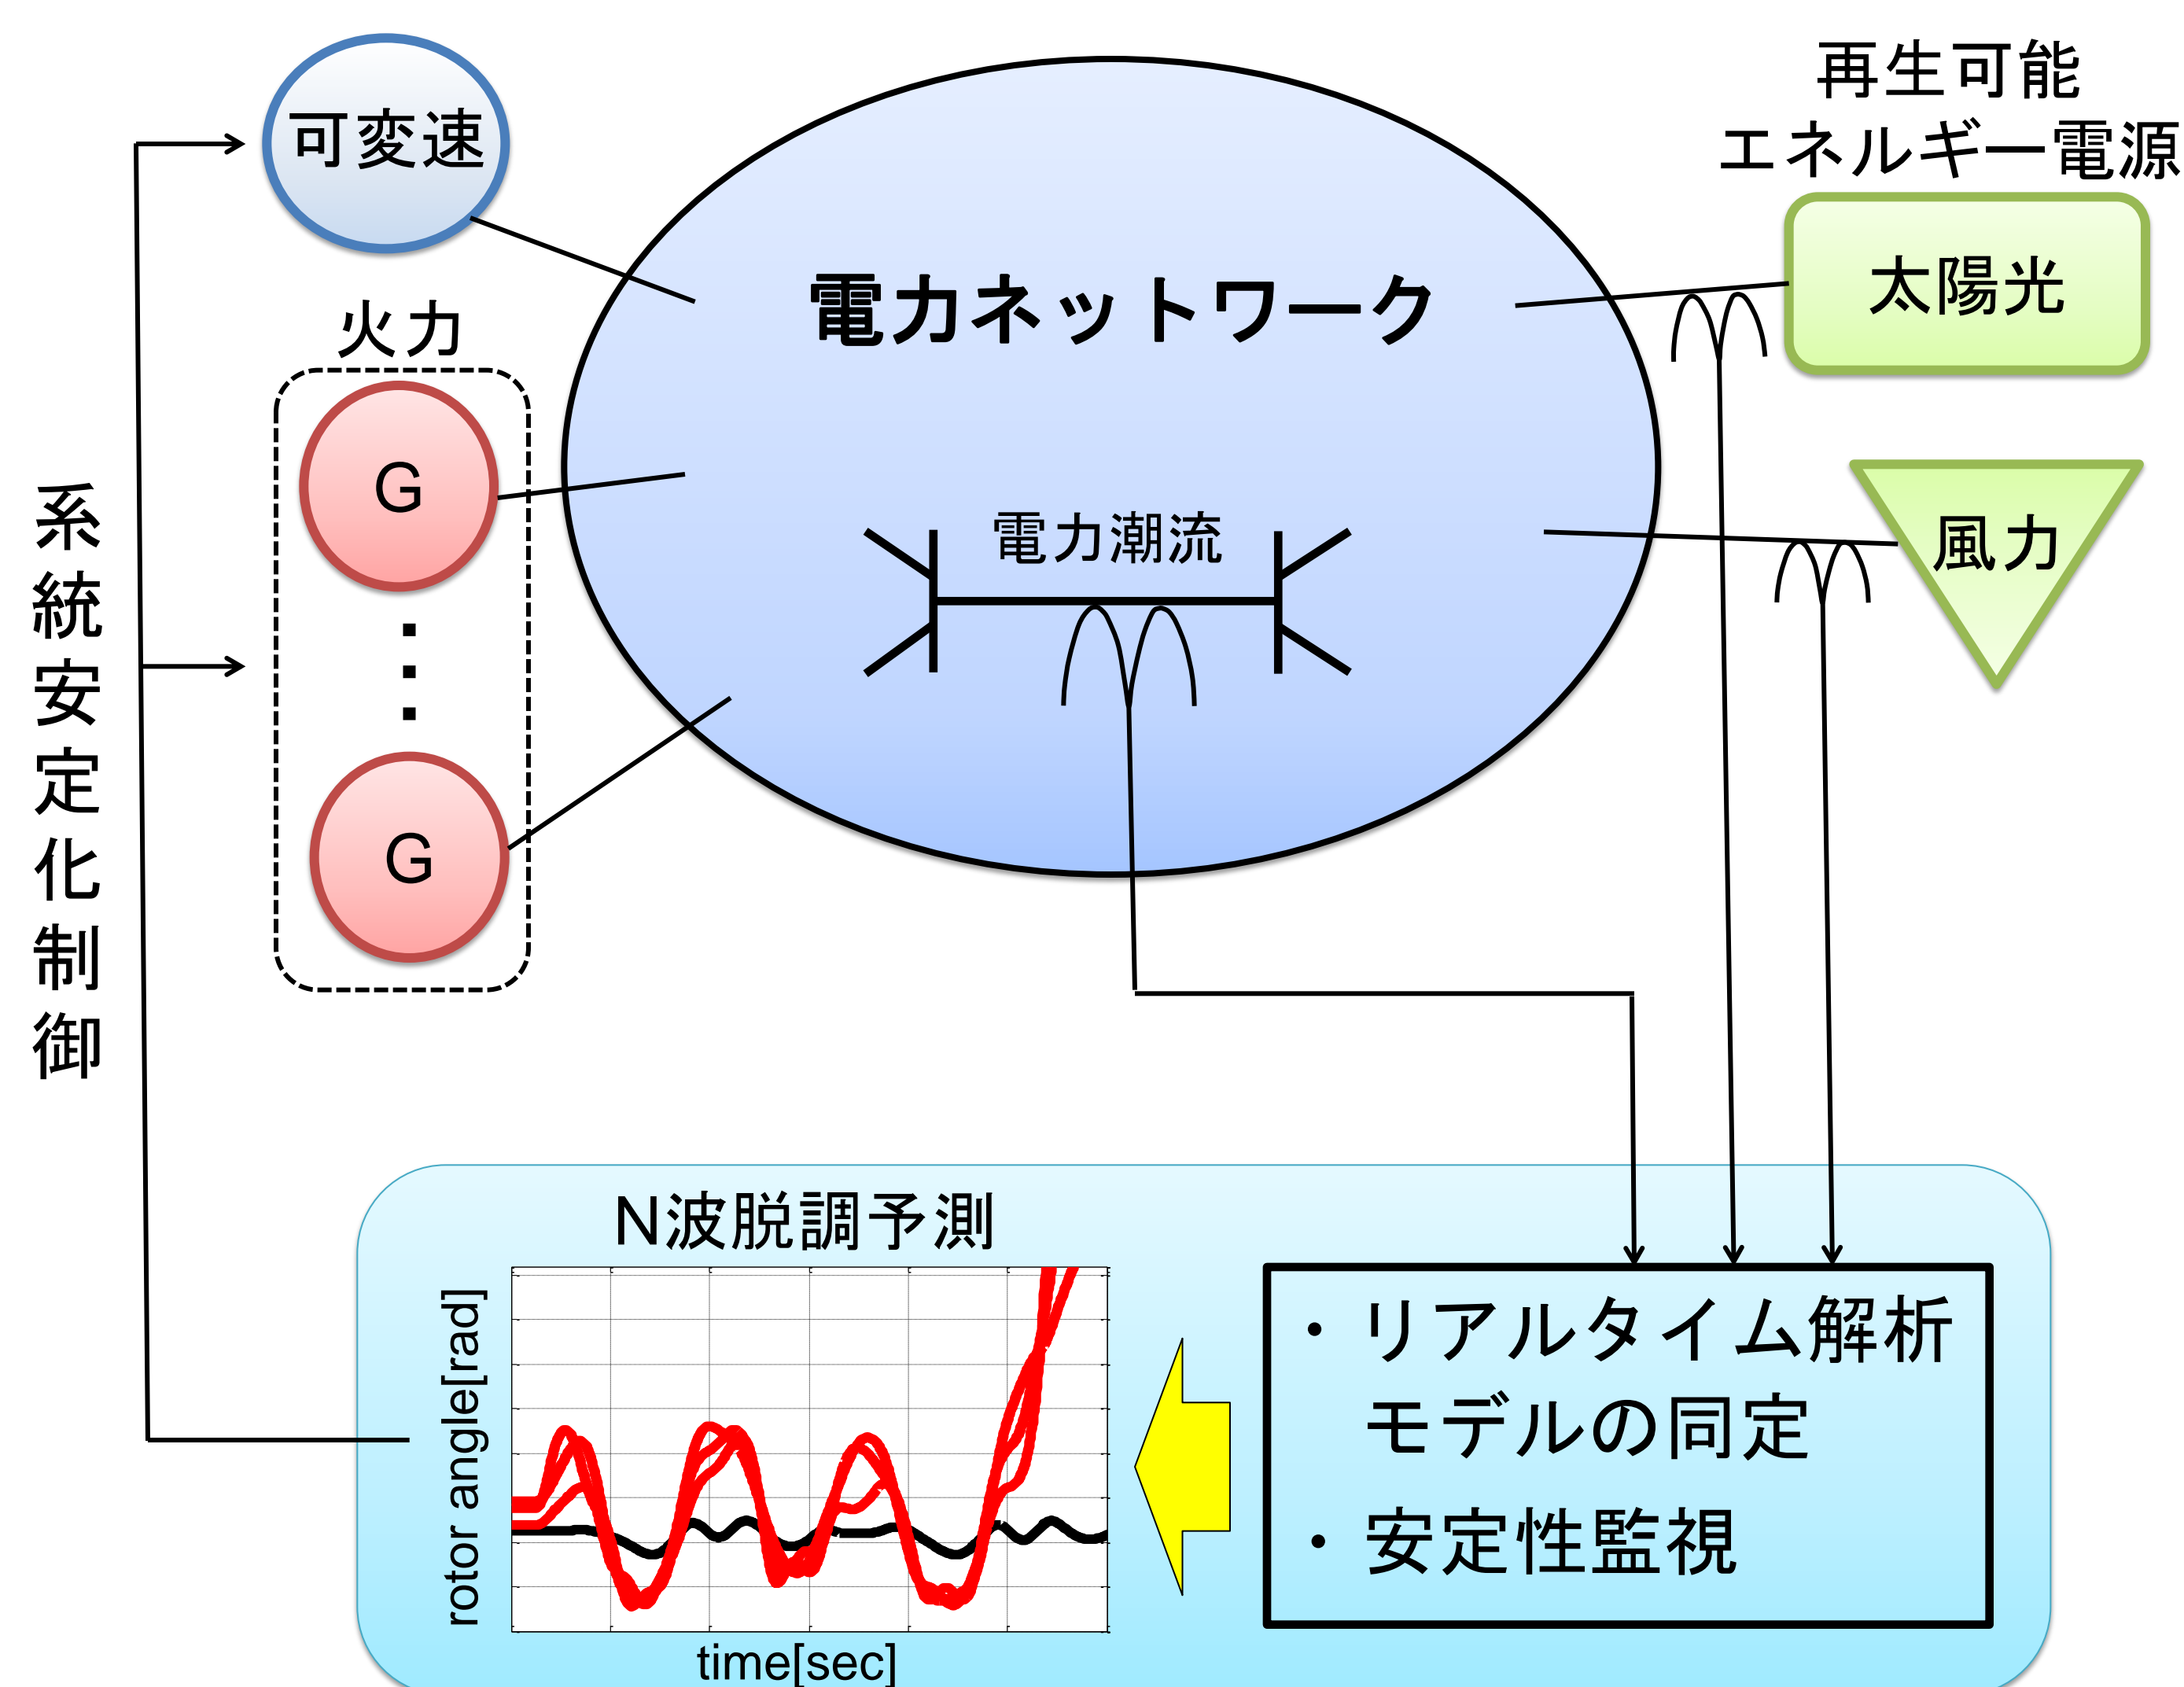 再生可能
エネルギー電源
可変速
太陽光
電力ネットワーク
火力
G
電力潮流
風力
G
系統安定化制御
N波脱調予測
rotor angle[rad]
time[sec]
・リアルタイム解析
モデルの同定
・安定性監視